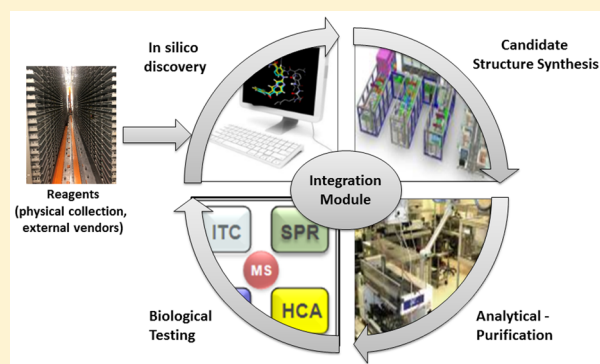 In silico
discovery
Candidate
Structure Synthesis
Reagents
(physical collection,
external vendors)
Integration
Module
ITC
SPR
MS
HCA
Biological
Testing
Analytical -
Purification